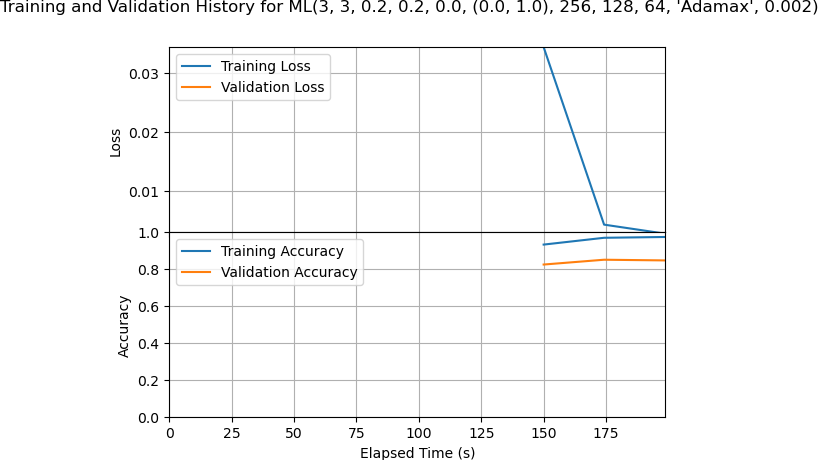 Training and Validation History for ML(3, 3, 0.2, 0.2, 0.0, (0.0, 1.0), 256, 128, 64, 'Adamax', 0.002)
Training Loss
Validation Loss
0.03
0.02
0.01
Loss
Training Accuracy
Validation Accuracy
1.0
0.8
0.6
0.4
0.2
0.0
Accuracy
0 25 50 75 100 125 150 175
Elapsed Time (s)